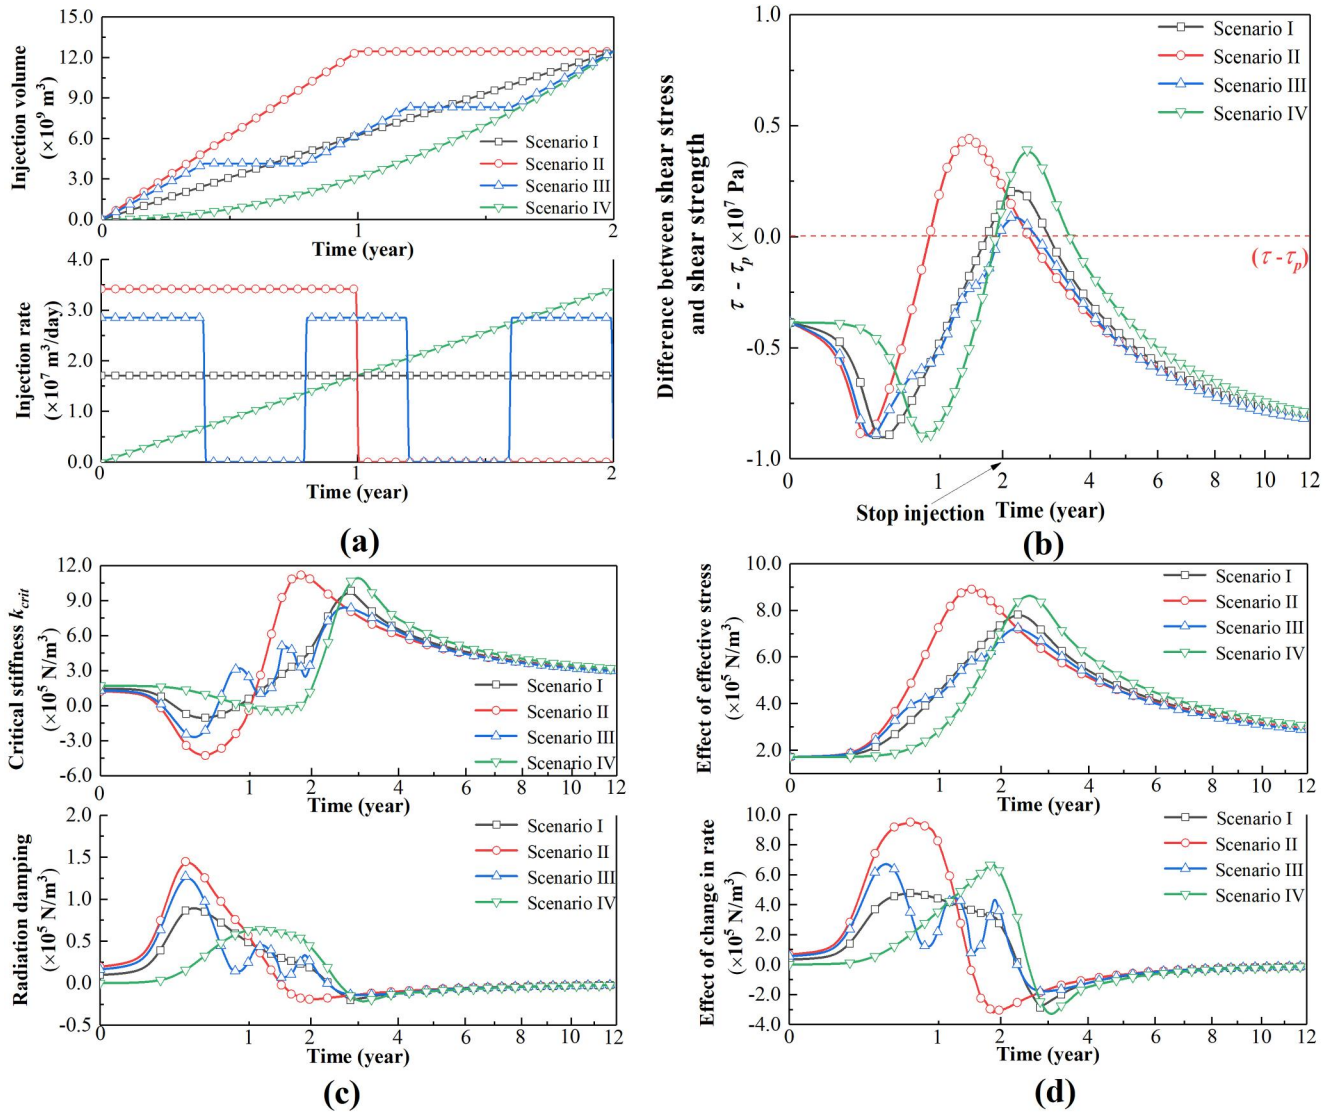 15.0
12.0
9.0
6.0
3.0
0.0
Injection volume
(×10⁹ m³)
Scenario I
Scenario II
Scenario III
Scenario IV
0
1
2
Time (year)
4.0
3.0
2.0
1.0
0.0
Injection rate
(×10⁷ m³/day)
0
1
2
Time (year)
(a)
1.0
0.5
0.0
-0.5
-1.0
Difference between shear stress
and shear strength
τ - τp (×10⁷ Pa)
Scenario I
Scenario II
Scenario III
Scenario IV
(τ - τp)
0
1
2
4
6
8
10
12
Stop injection
Time (year)
(b)
12.0
9.0
6.0
3.0
0.0
-3.0
-6.0
Critical stiffness kcrit
(×10⁵ N/m³)
Scenario I
Scenario II
Scenario III
Scenario IV
0
1
2
4
6
8
10
12
Time (year)
2.0
1.5
1.0
0.5
0.0
-0.5
Radiation damping
(×10⁵ N/m³)
Scenario I
Scenario II
Scenario III
Scenario IV
0
1
2
4
6
8
10
12
Time (year)
(c)
10.0
8.0
6.0
4.0
2.0
Effect of effective stress
(×10⁵ N/m³)
Scenario I
Scenario II
Scenario III
Scenario IV
0
1
2
4
6
8
10
12
Time (year)
10.0
8.0
6.0
4.0
2.0
0.0
-2.0
-4.0
Effect of change in rate
(×10⁵ N/m³)
Scenario I
Scenario II
Scenario III
Scenario IV
0
1
2
4
6
8
10
12
Time (year)
(d)